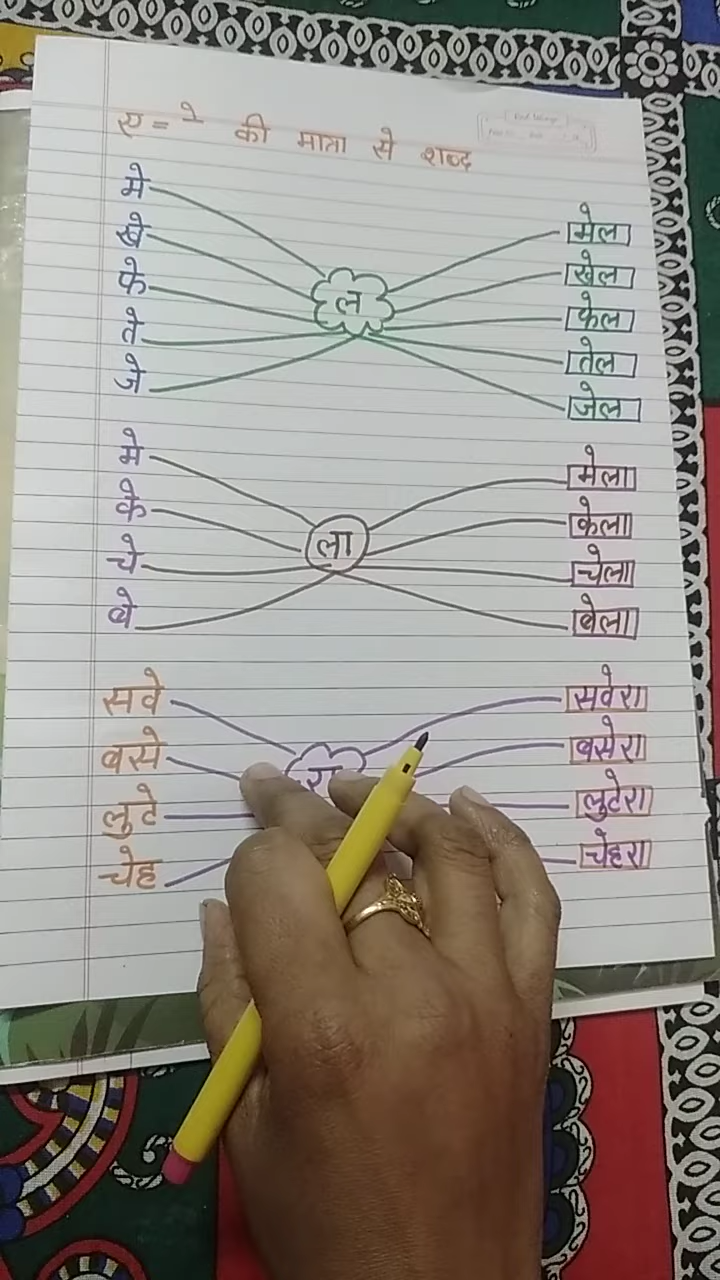 ए = े की मात्रा से शब्द
मे
खे
फे
ते
जे
ल
मेल
खेल
फेल
तेल
जेल
मे
के
चे
बे
ला
मेला
केला
चेला
बेला
सवे
बसे
लुटे
चेह
रा
सवेरा
बसेरा
लुटेरा
चेहरा